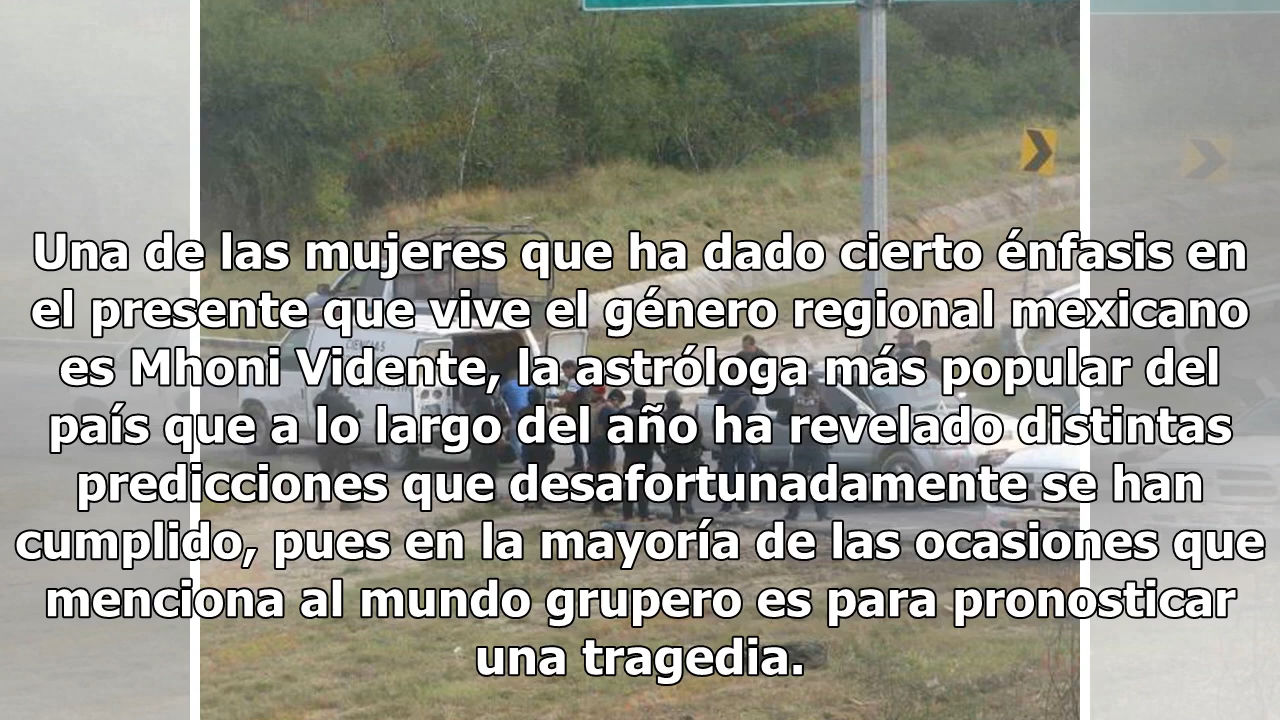 Una de las mujeres que ha dado cierto énfasis en
el presente que vive el género regional mexicano
es Mhoni Vidente, la astróloga más popular del
país que a lo largo del año ha revelado distintas
predicciones que desafortunadamente se han
cumplido, pues en la mayoría de las ocasiones que
menciona al mundo grupero es para pronosticar
una tragedia.
CIENCIAS